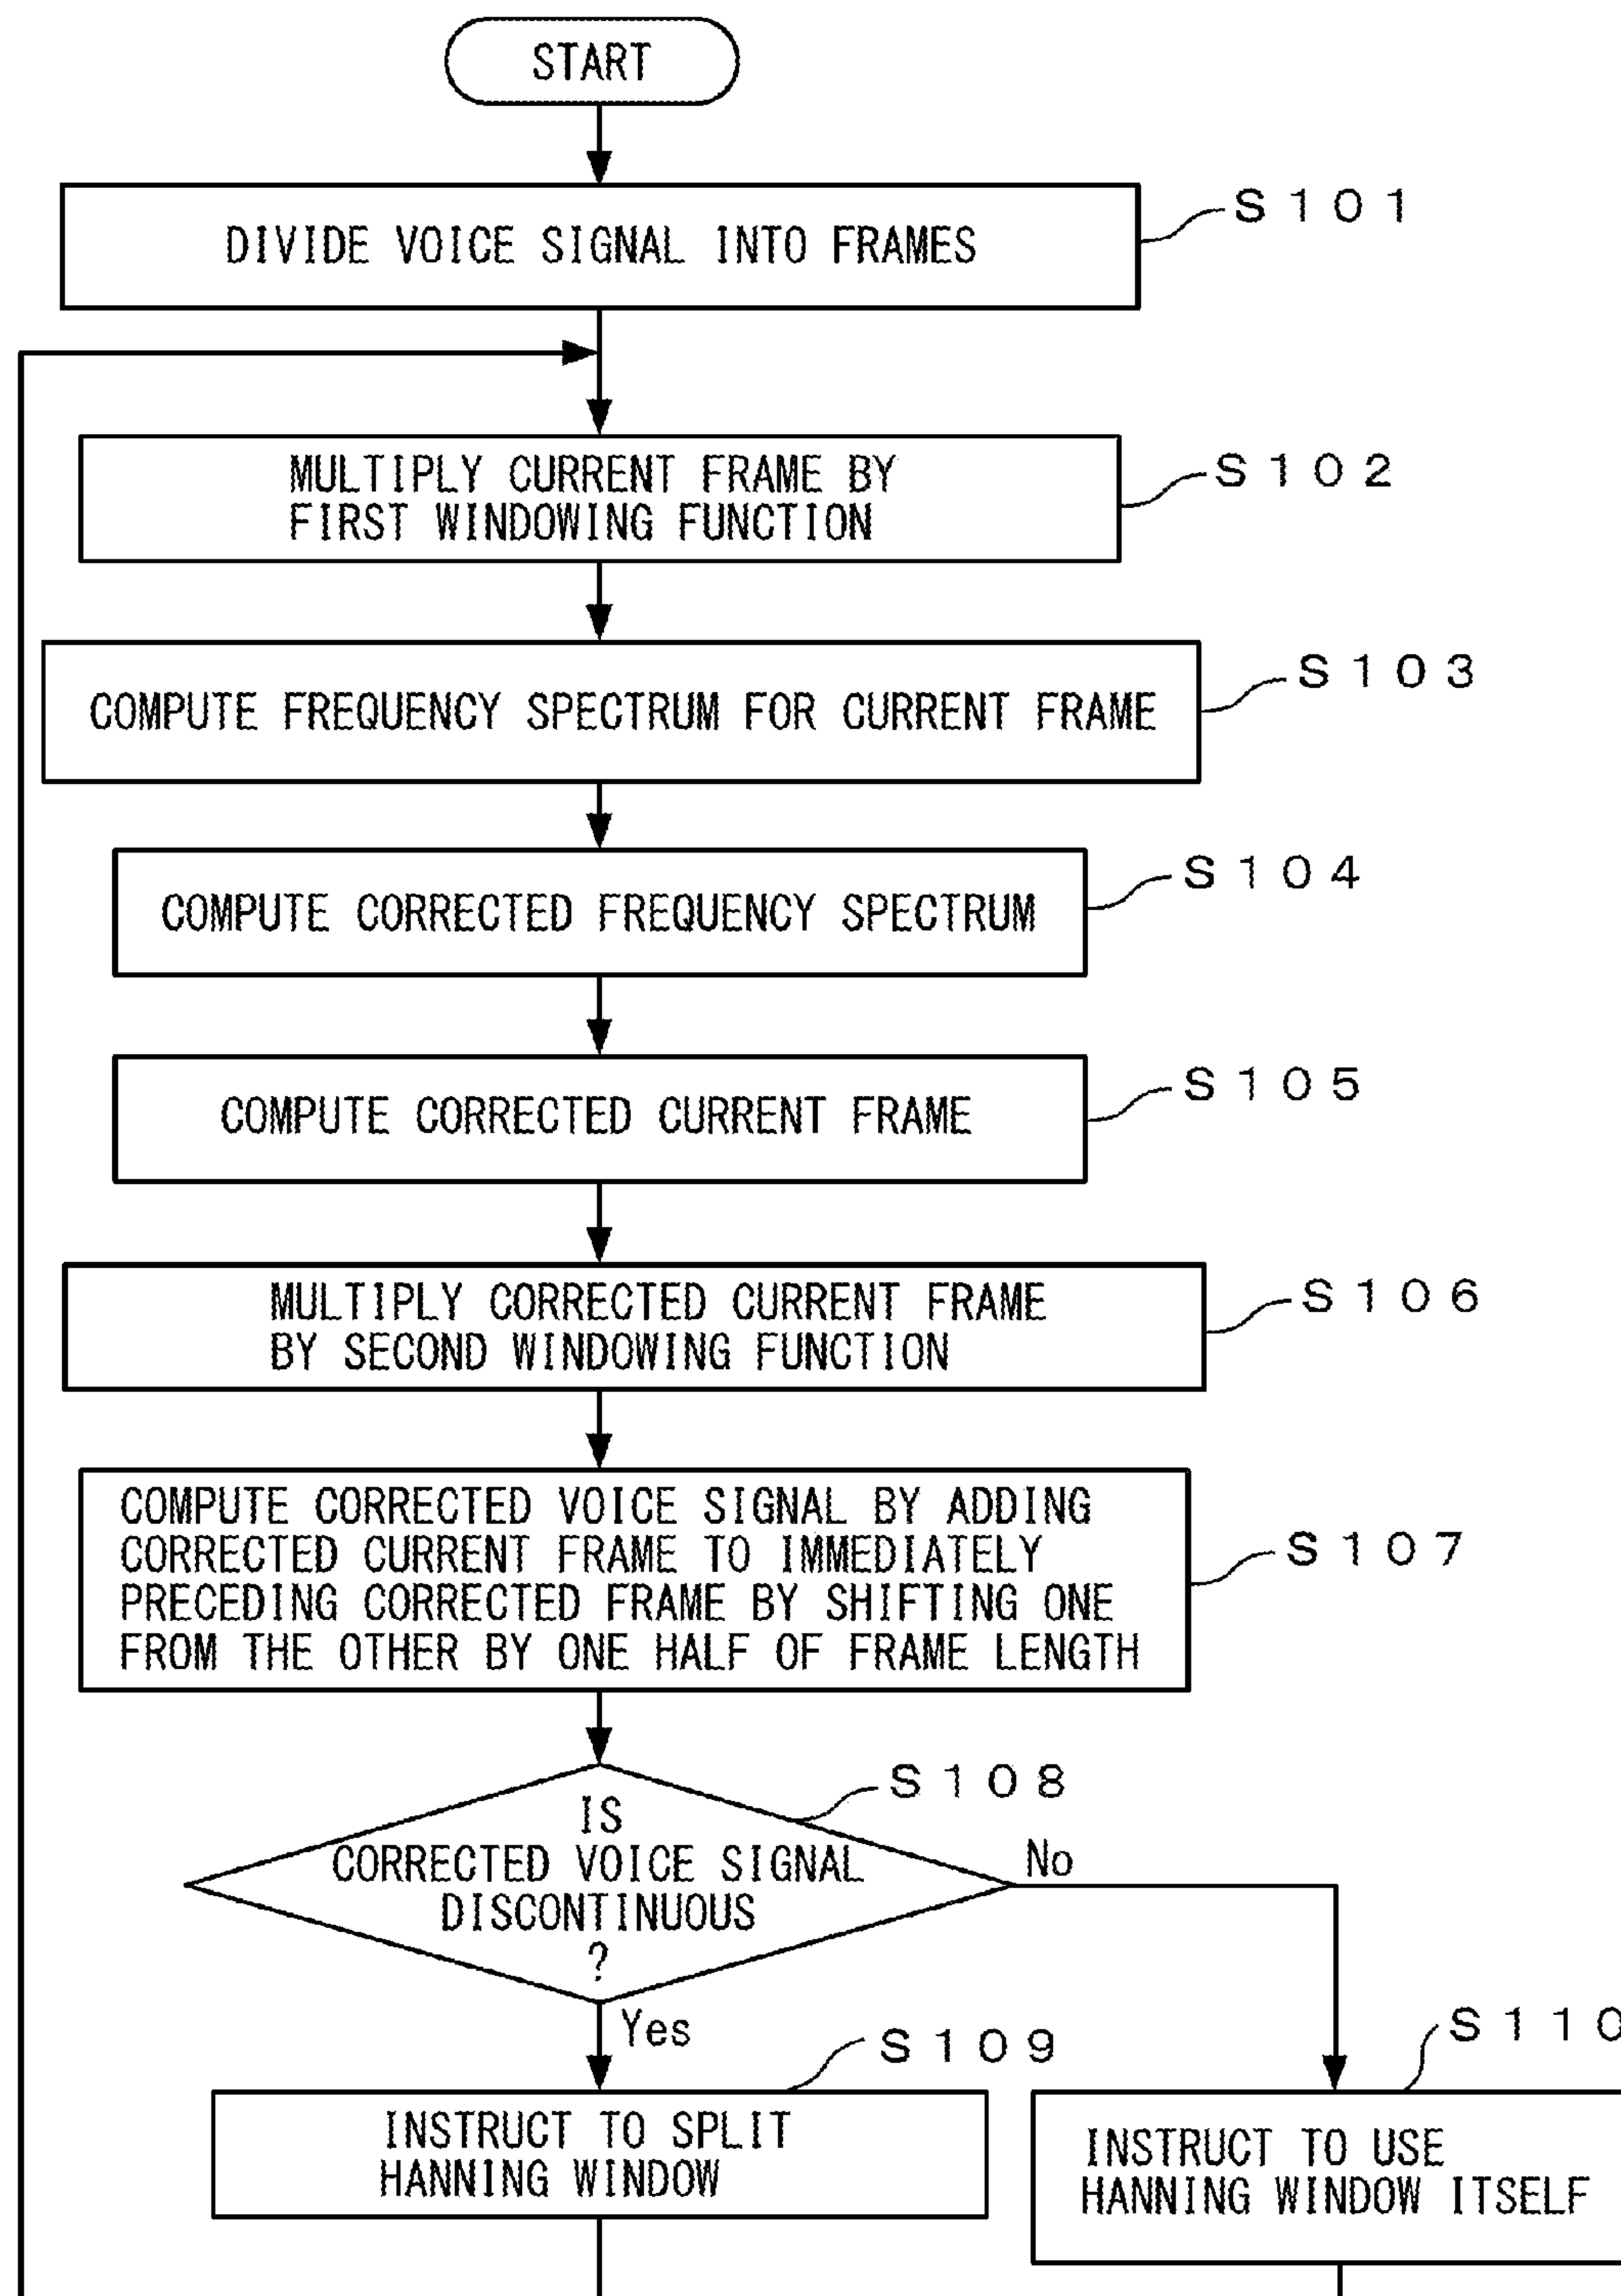 START
DIVIDE VOICE SIGNAL INTO FRAMES
S101
MULTIPLY CURRENT FRAME BY
FIRST WINDOWING FUNCTION
S102
COMPUTE FREQUENCY SPECTRUM FOR CURRENT FRAME
S103
COMPUTE CORRECTED FREQUENCY SPECTRUM
S104
COMPUTE CORRECTED CURRENT FRAME
S105
MULTIPLY CORRECTED CURRENT FRAME
BY SECOND WINDOWING FUNCTION
S106
COMPUTE CORRECTED VOICE SIGNAL BY ADDING
CORRECTED CURRENT FRAME TO IMMEDIATELY
PRECEDING CORRECTED FRAME BY SHIFTING ONE
FROM THE OTHER BY ONE HALF OF FRAME LENGTH
S107
IS
CORRECTED VOICE SIGNAL
DISCONTINUOUS
?
S108
No
Yes
S109
INSTRUCT TO SPLIT
HANNING WINDOW
S110
INSTRUCT TO USE
HANNING WINDOW ITSELF